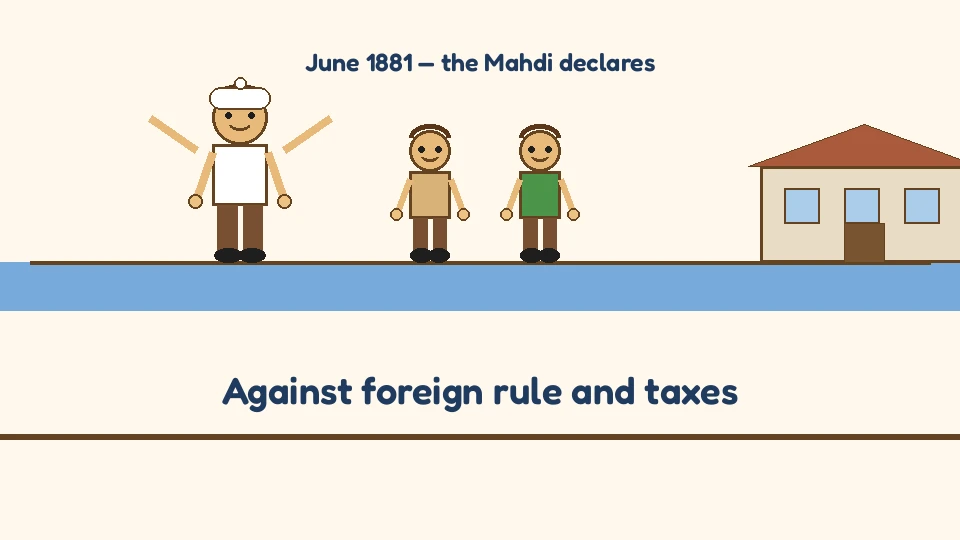 June 1881 — the Mahdi declares
Against foreign rule and taxes